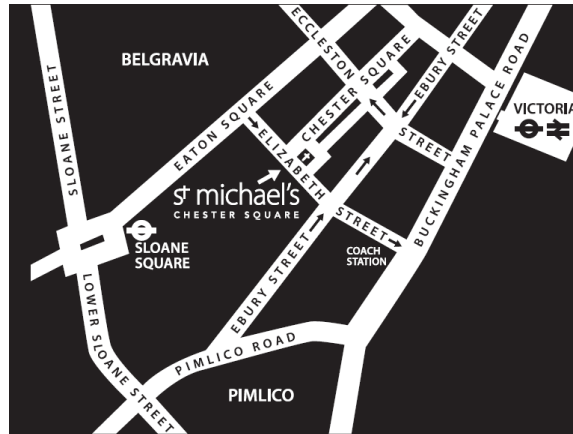 BELGRAVIA
SLOANE STREET
EATON SQUARE
ECCLESTON
STREET
CHESTER SQUARE
EBURY STREET
BUCKINGHAM PALACE ROAD
VICTORIA
ELIZABETH
STREET
st michael's
CHESTER SQUARE
SLOANE
SQUARE
COACH
STATION
EBURY STREET
LOWER SLOANE STREET
PIMLICO ROAD
PIMLICO